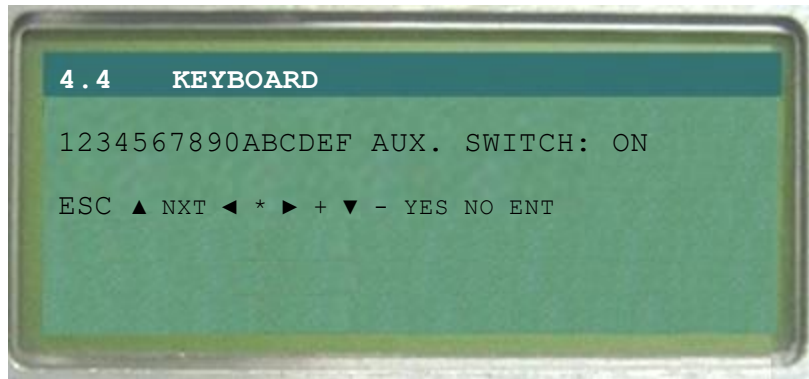 4.4 KEYBOARD
1234567890ABCDEF AUX. SWITCH: ON
ESC ▲ NXT ◄ * ► + ▼ - YES NO ENT